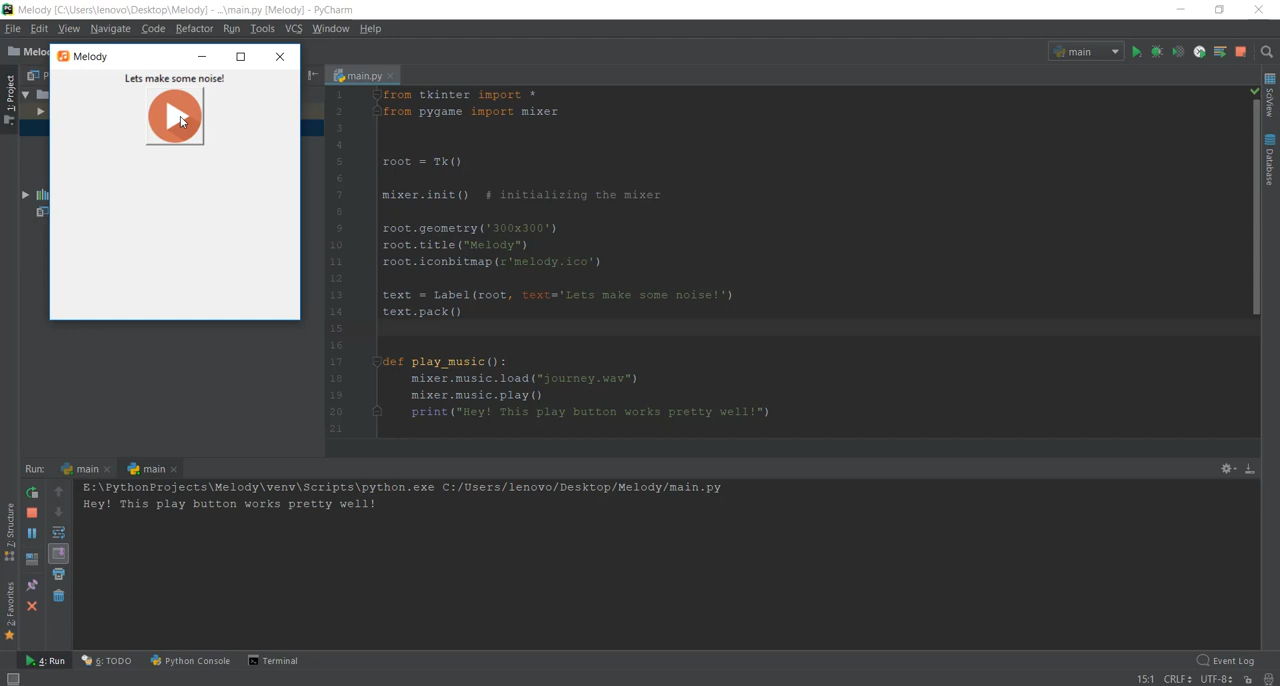 Melody [C:\Users\lenovo\Desktop\Melody] - ...\main.py [Melody] - PyCharm
File Edit View Navigate Code Refactor Run Tools VCS Window Help
main
Melody
Lets make some noise!
1: Project
main.py
1 from tkinter import *
2 from pygame import mixer
3
4
5 root = Tk()
6
7 mixer.init()  # initializing the mixer
8
9 root.geometry('300x300')
10 root.title("Melody")
11 root.iconbitmap(r'melody.ico')
12
13 text = Label(root, text='Lets make some noise!')
14 text.pack()
15
16
17 def play_music():
18     mixer.music.load("journey.wav")
19     mixer.music.play()
20     print("Hey! This play button works pretty well!")
21
SciView
Database
Run: main main
E:\PythonProjects\Melody\venv\Scripts\python.exe C:/Users/lenovo/Desktop/Melody/main.py
Hey! This play button works pretty well!
7: Structure
2: Favorites
4: Run 6: TODO Python Console Terminal Event Log
15:1 CRLF UTF-8